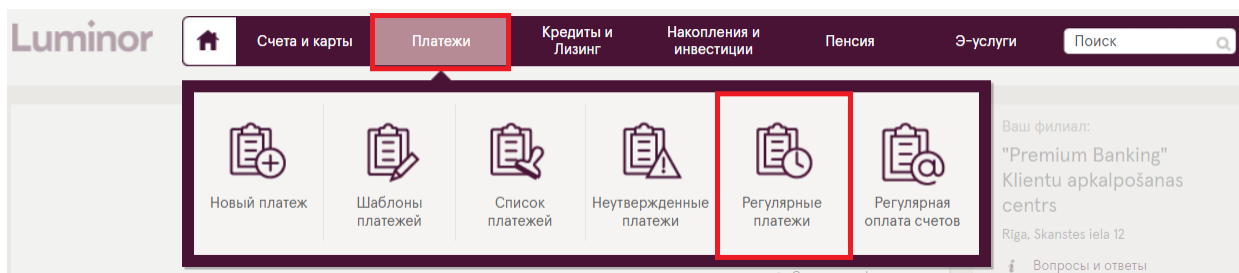 Luminor
Счета и карты
Платежи
Кредиты и
Лизинг
Накопления и
инвестиции
Пенсия
Э-услуги
Поиск
Новый платеж
Шаблоны
платежей
Список
платежей
Неутвержденные
платежи
Регулярные
платежи
Регулярная
оплата счетов
Ваш филиал:
"Premium Banking"
Klientu apkalpošanas
centrs
Rīga, Skanstes iela 12
Вопросы и ответы